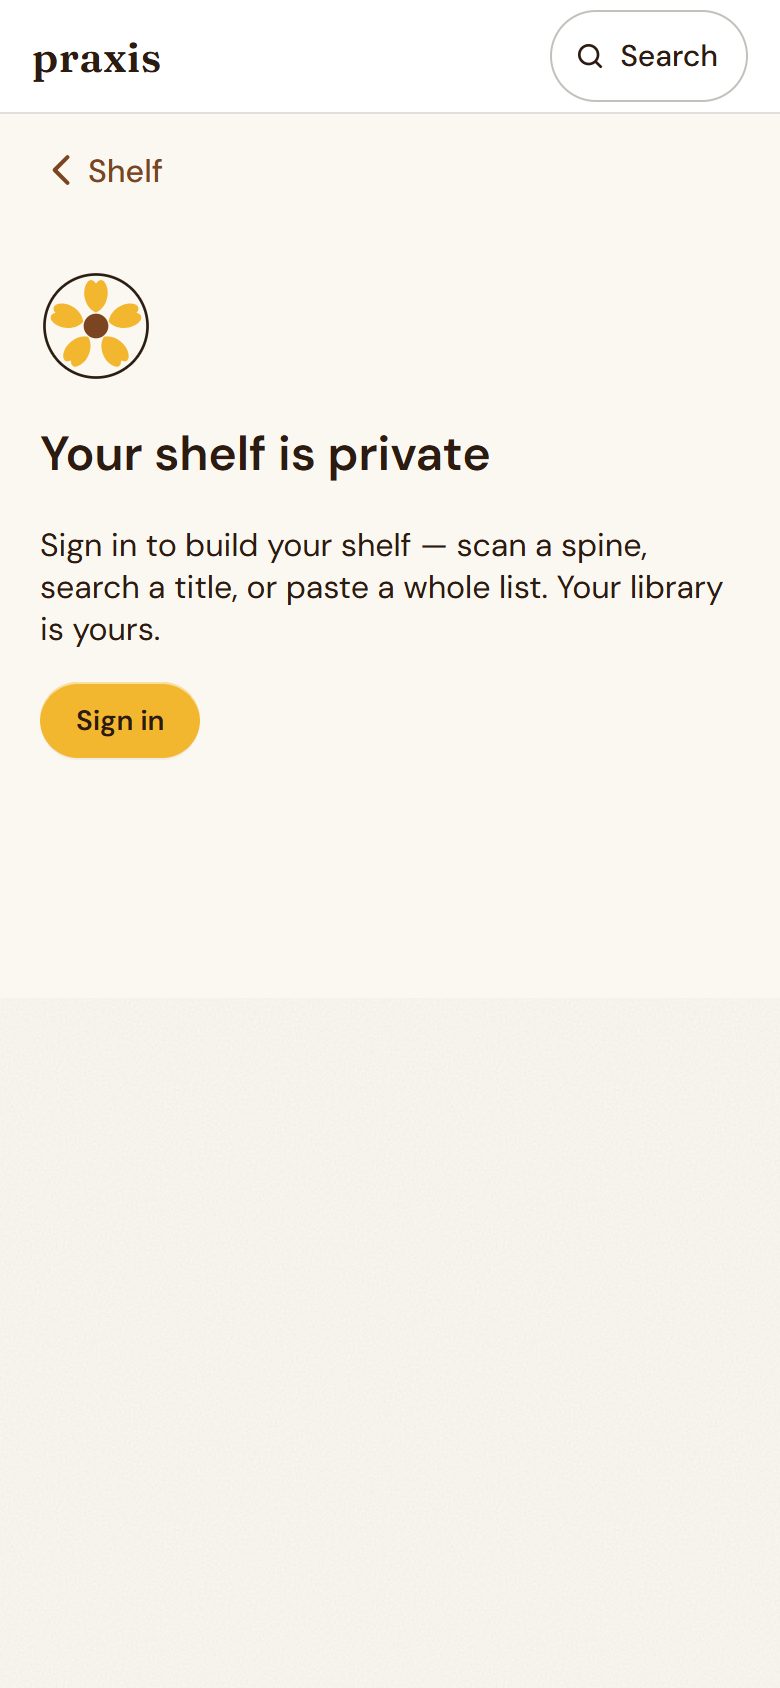 praxis
Search
Shelf
Your shelf is private
Sign in to build your shelf — scan a spine,
search a title, or paste a whole list. Your library
is yours.
Sign in